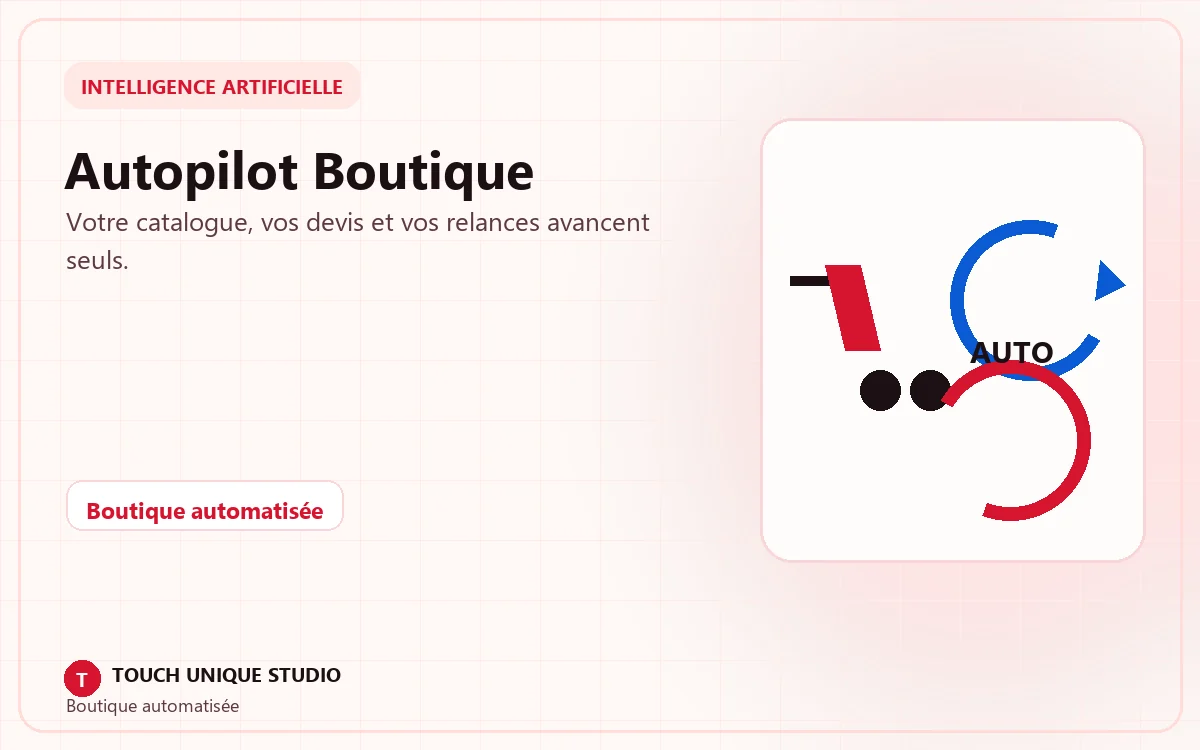 INTELLIGENCE ARTIFICIELLE
Autopilot Boutique
Votre catalogue, vos devis et vos relances avancent
seuls.
AUTO
Boutique automatisée
T
TOUCH UNIQUE STUDIO
Boutique automatisée